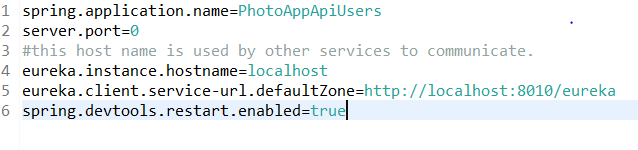 1 spring.application.name=PhotoAppApiUsers
2 server.port=0
3 #this host name is used by other services to communicate.
4 eureka.instance.hostname=localhost
5 eureka.client.service-url.defaultZone=http://localhost:8010/eureka
6 spring.devtools.restart.enabled=true